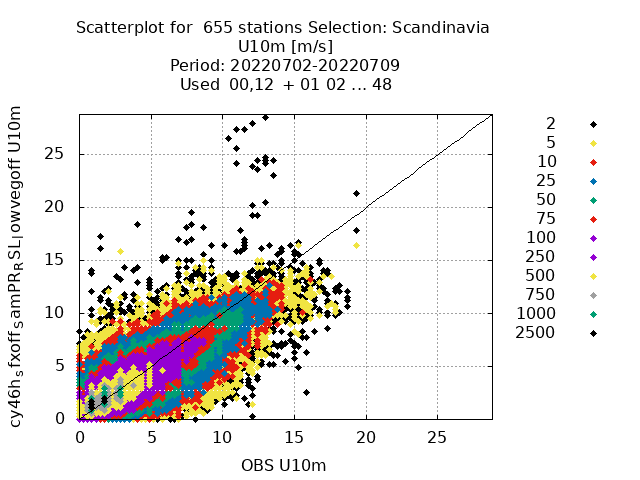 Scatterplot for  655 stations Selection: Scandinavia
U10m [m/s]
Period: 20220702-20220709
Used  00,12  + 01 02 ... 48
cy46h_sfxoff_samPR_RSL_lowvegoff U10m
25
20
15
10
5
0
0 5 10 15 20 25
OBS U10m
2
5
10
25
50
75
100
250
500
750
1000
2500